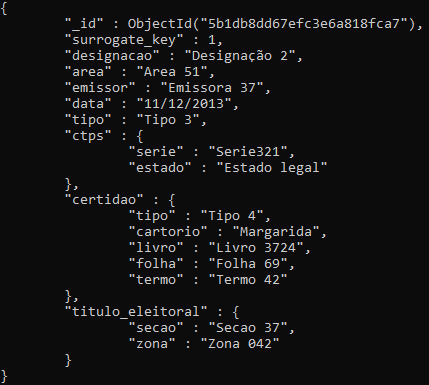 {
"_id" : ObjectId("5b1db8dd67efc3e6a818fca7"),
"surrogate_key" : 1,
"designacao" : "Designação 2",
"area" : "Area 51",
"emissor" : "Emissora 37",
"data" : "11/12/2013",
"tipo" : "Tipo 3",
"ctps" : {
"serie" : "Serie321",
"estado" : "Estado legal"
},
"certidao" : {
"tipo" : "Tipo 4",
"cartorio" : "Margarida",
"livro" : "Livro 3724",
"folha" : "Folha 69",
"termo" : "Termo 42"
},
"titulo_eleitoral" : {
"secao" : "Secao 37",
"zona" : "Zona 042"
}
}